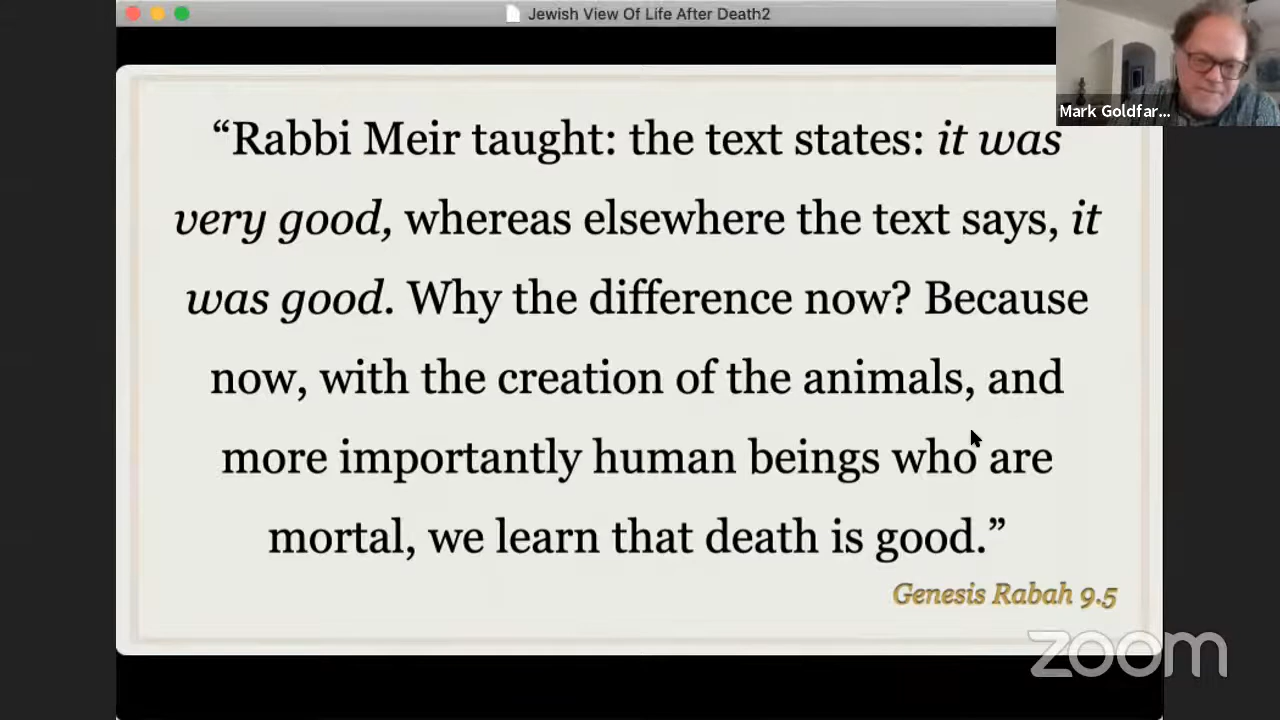 Jewish View Of Life After Death2
Mark Goldfar...
“Rabbi Meir taught: the text states: it was
very good, whereas elsewhere the text says, it
was good. Why the difference now? Because
now, with the creation of the animals, and
more importantly human beings who are
mortal, we learn that death is good.”
Genesis Rabah 9.5
zoom